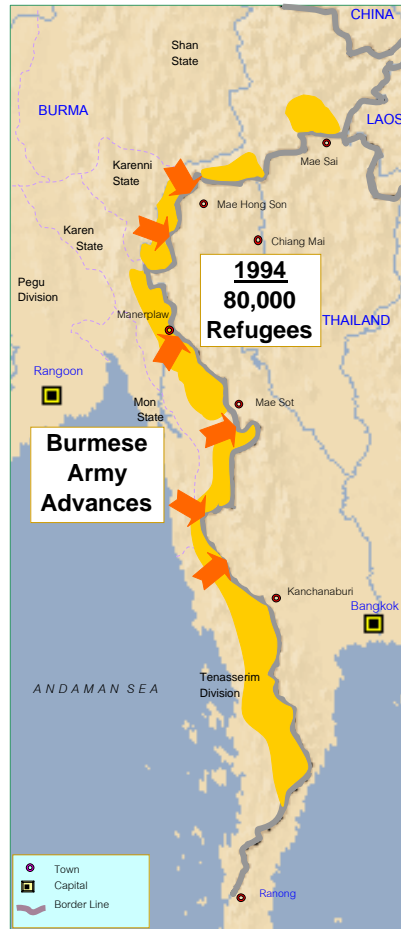 CHINA
Shan
State
BURMA
LAOS
Mae Sai
Karenni
State
Mae Hong Son
Karen
State
Chiang Mai
1994
80,000
Refugees
Pegu
Division
Manerplaw
THAILAND
Rangoon
Mon
State
Mae Sot
Burmese
Army
Advances
Kanchanaburi
Bangkok
ANDAMAN SEA
Tenasserim
Division
Town
Capital
Border Line
Ranong